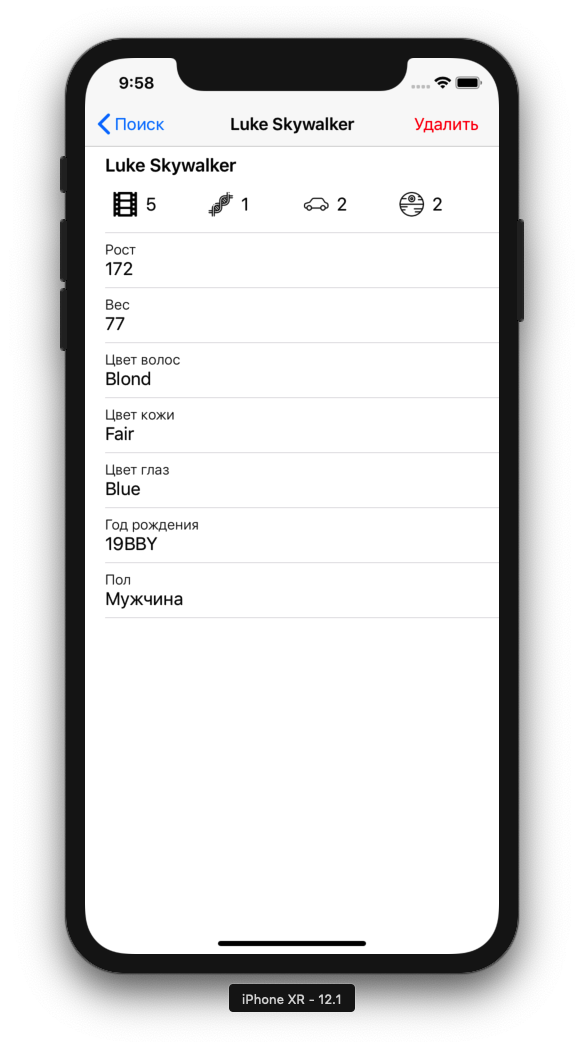 9:58
Поиск Luke Skywalker Удалить
Luke Skywalker
5 1 2 2
Рост
172
Вес
77
Цвет волос
Blond
Цвет кожи
Fair
Цвет глаз
Blue
Год рождения
19BBY
Пол
Мужчина
iPhone XR - 12.1